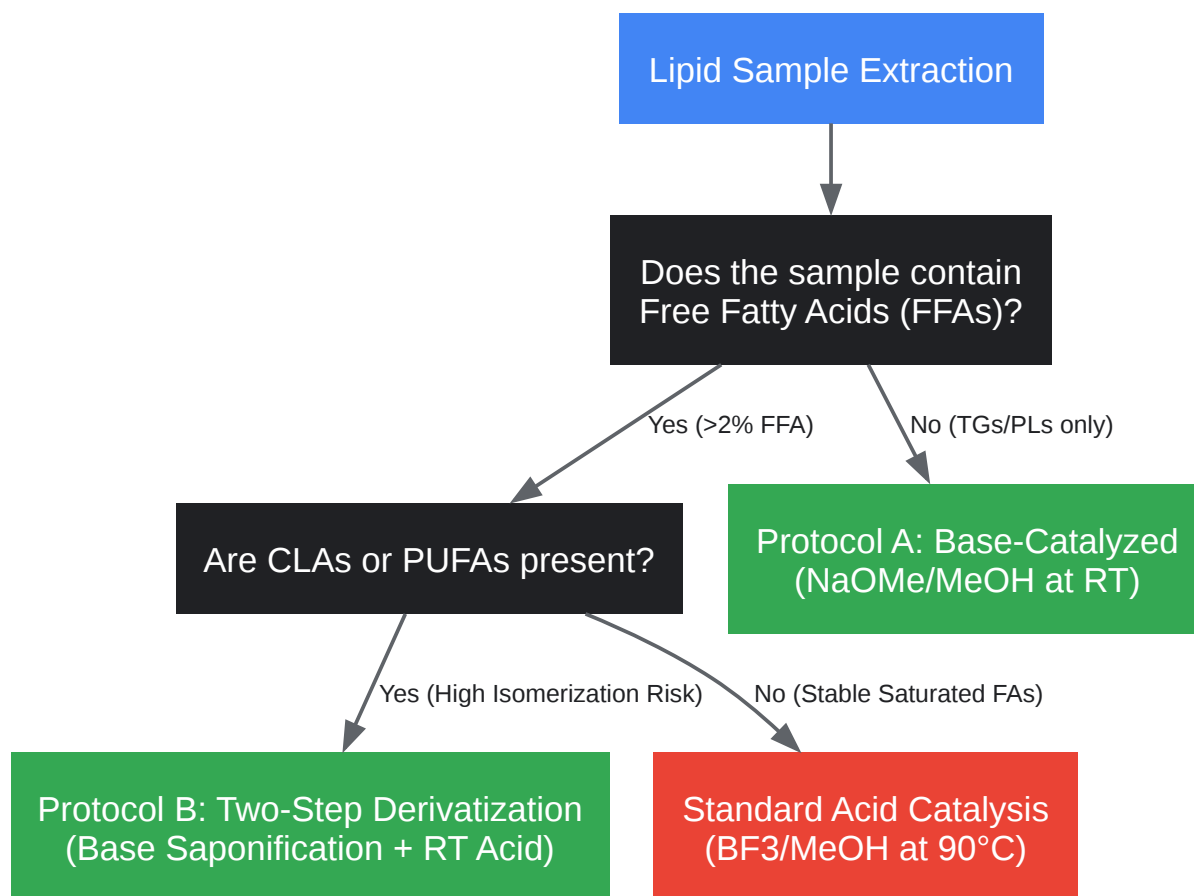 Lipid Sample Extraction
Does the sample contain
Free Fatty Acids (FFAs)?
Yes (>2% FFA)
No (TGs/PLs only)
Are CLAs or PUFAs present?
Protocol A: Base-Catalyzed
(NaOMe/MeOH at RT)
Yes (High Isomerization Risk)
No (Stable Saturated FAs)
Protocol B: Two-Step Derivatization
(Base Saponification + RT Acid)
Standard Acid Catalysis
(BF3/MeOH at 90°C)